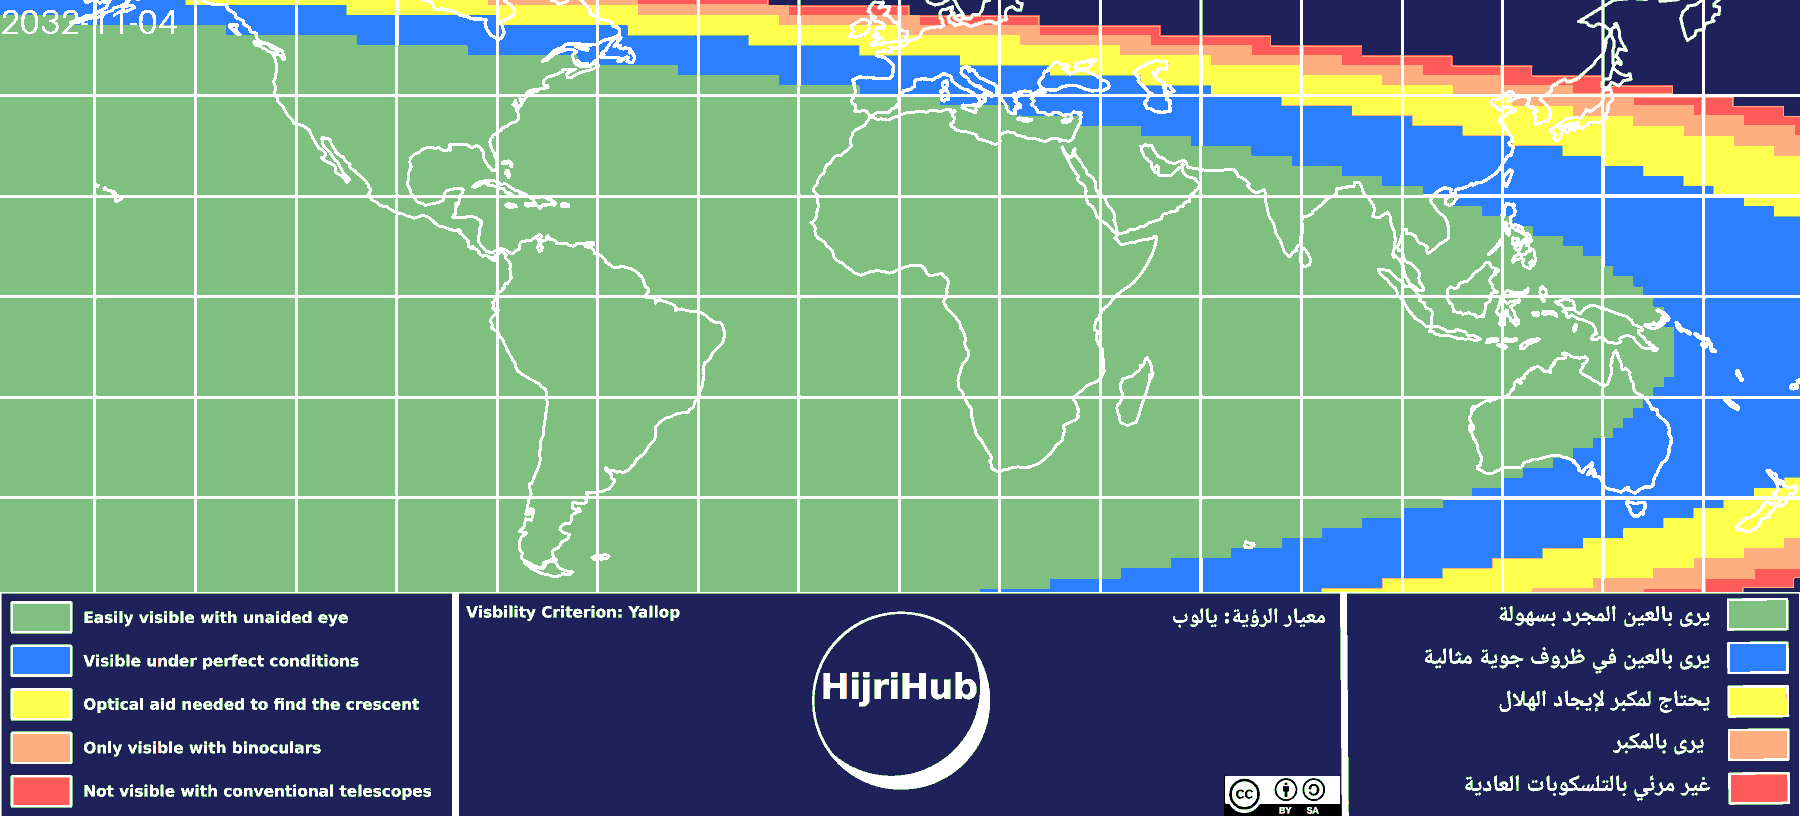 2032-11-04
Easily visible with unaided eye
Visible under perfect conditions
Optical aid needed to find the crescent
Only visible with binoculars
Not visible with conventional telescopes
Visbility Criterion: Yallop
معيار الرؤية: يالوب
HijriHub
cc
BY SA
يرى بالعين المجرد بسهولة
يرى بالعين في ظروف جوية مثالية
يحتاج لمكبر لإيجاد الهلال
يرى بالمكبر
غير مرئي بالتلسكوبات العادية